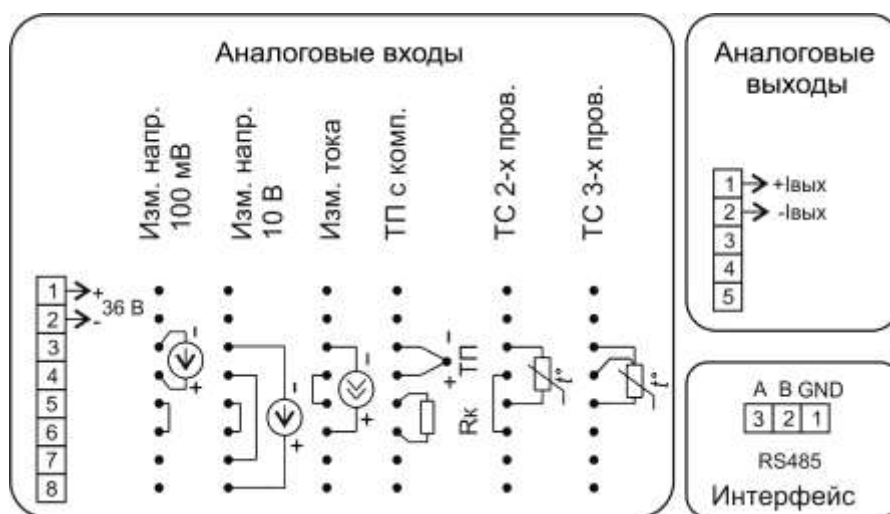 Аналоговые входы
Изм. напр.
100 мВ
Изм. напр.
10 В
Изм. тока
ТП с комп.
ТС 2-х пров.
ТС 3-х пров.
1 +
36 В
2 -
3
4
5
6
7
8
-
+
-
+
-
+
-
+
ТП
Rк
t°
t°
Аналоговые
выходы
1 +Iвых
2 -Iвых
3
4
5
A B GND
3 2 1
RS485
Интерфейс